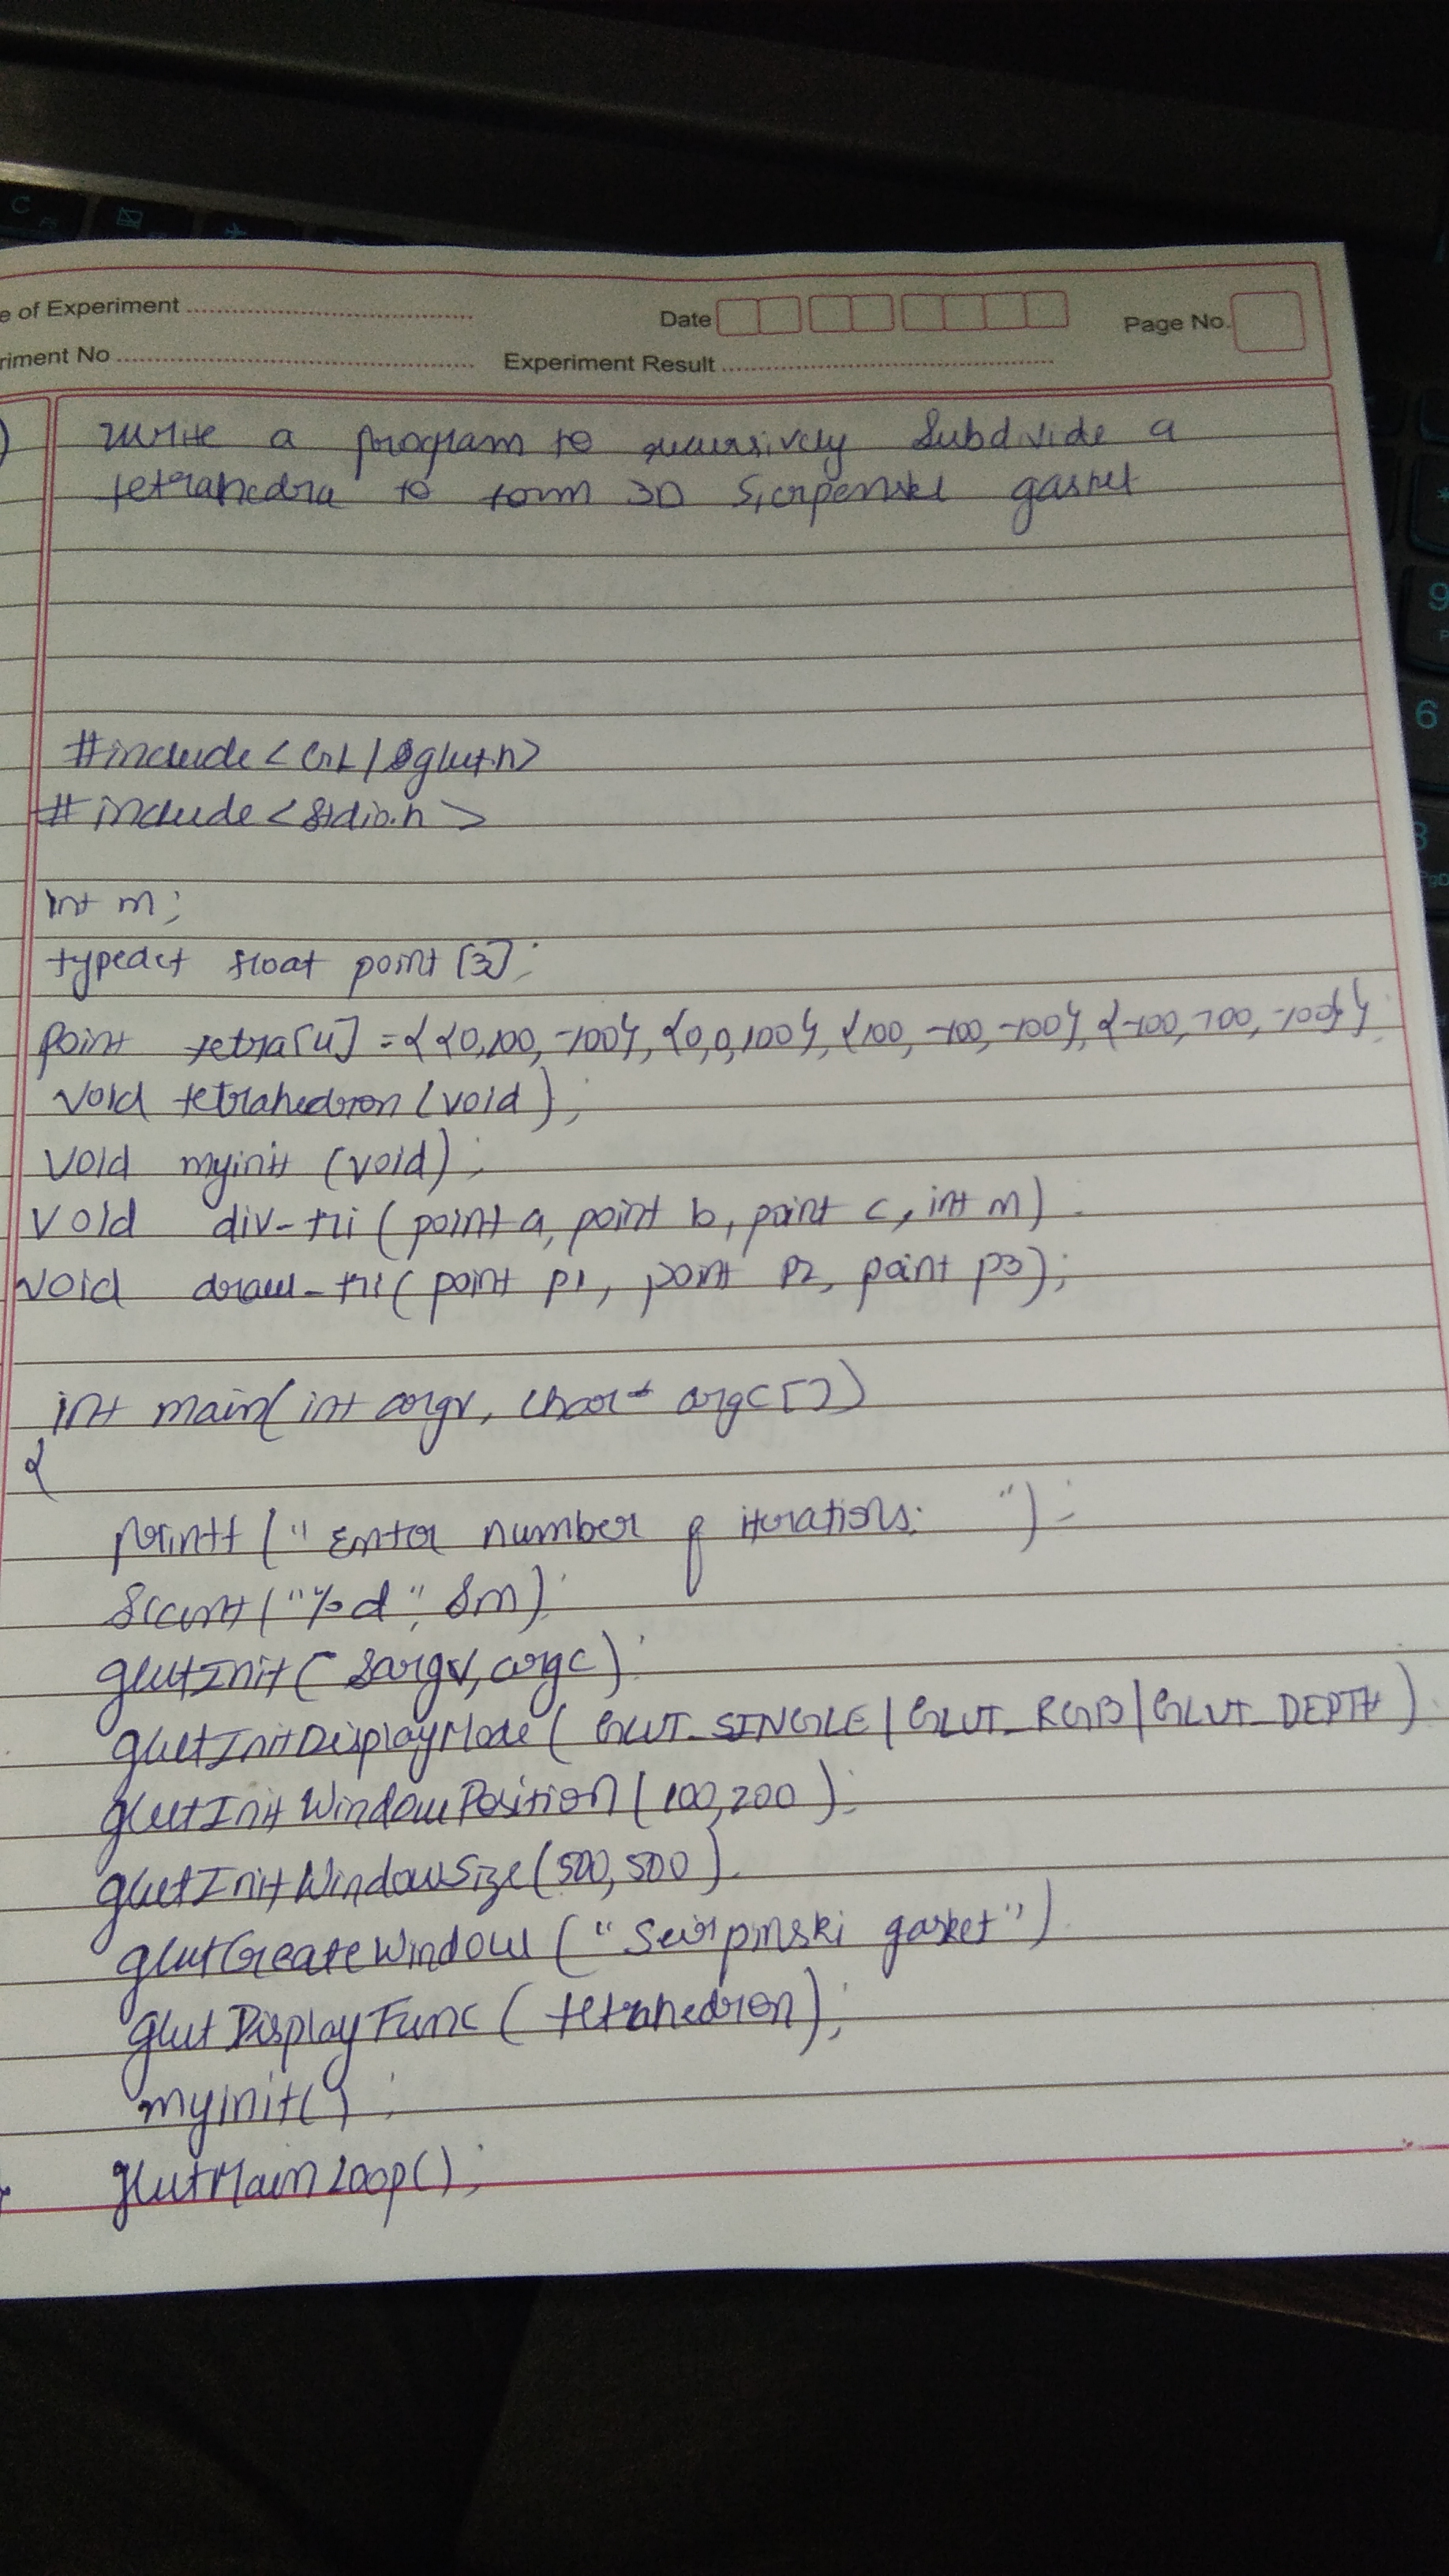 e of Experiment
Date
Page No.
riment No
Experiment Result
)
Write a program to recursively Subdivide a
tetrahedra to form 3D Sierpenski gasket
#include<GL/glut.h>
#include<stdio.h>
int m;
typedef float point[3];
point tetra[4] = {{0,100,-100}, {0,0,100}, {100,-100,-100}, {-100,-100,-100}};
void tetrahedron(void);
void myinit (void);
void div-tri(point a, point b, point c, int m).
void draw-tri(point p1, point p2, point p3);
int main(int argv, char* argc[])
{
printf("Enter number of iterations: ");
scanf("%d", &m);
glutInit(&argv, argc);
glutInitDisplayMode(GLUT_SINGLE|GLUT_RGB|GLUT_DEPTH)
glutInitWindowPosition(100,200);
glutInitWindowSize(500,500).
glutCreateWindow("Seirpinski gasket")
glutDisplayFunc(tetrahedron);
myinit();
glutMainLoop();